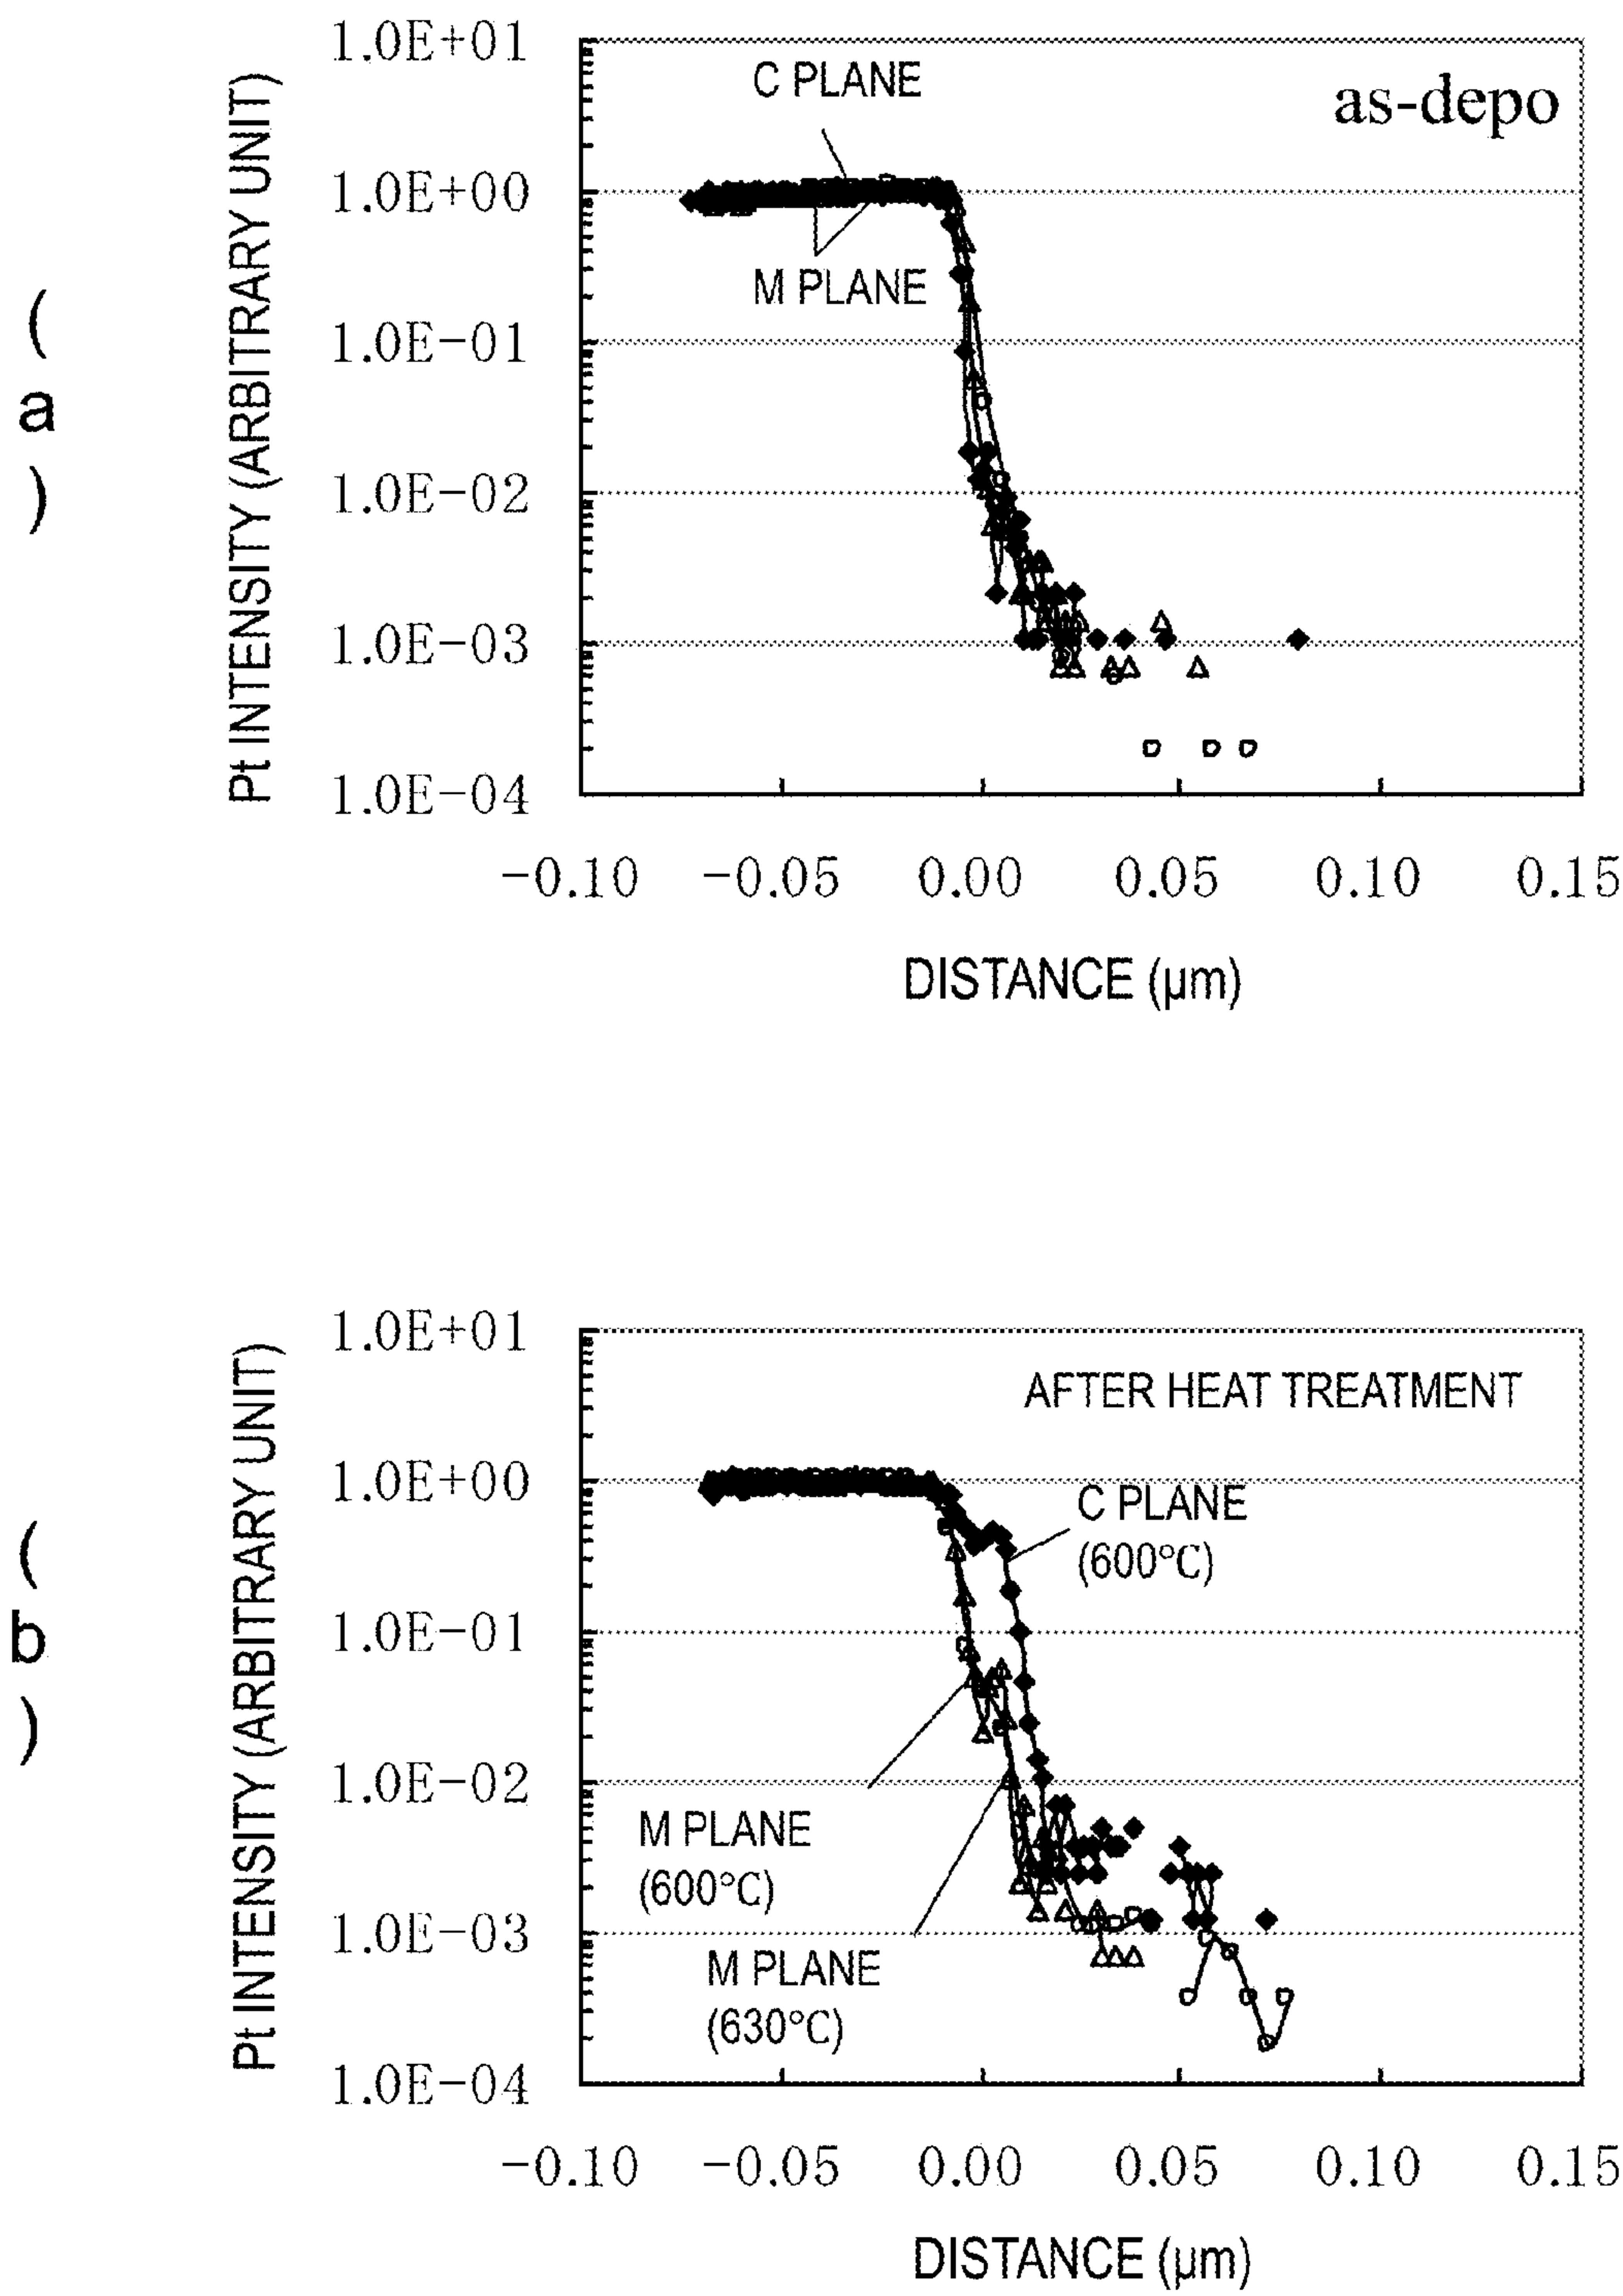 (
a
)
Pt INTENSITY (ARBITRARY UNIT)
1.0E+01
1.0E+00
1.0E-01
1.0E-02
1.0E-03
1.0E-04
C PLANE
as-depo
M PLANE
-0.10 -0.05 0.00 0.05 0.10 0.15
DISTANCE (µm)
(
b
)
Pt INTENSITY (ARBITRARY UNIT)
1.0E+01
1.0E+00
1.0E-01
1.0E-02
1.0E-03
1.0E-04
AFTER HEAT TREATMENT
C PLANE
(600°C)
M PLANE
(600°C)
M PLANE
(630°C)
-0.10 -0.05 0.00 0.05 0.10 0.15
DISTANCE (µm)